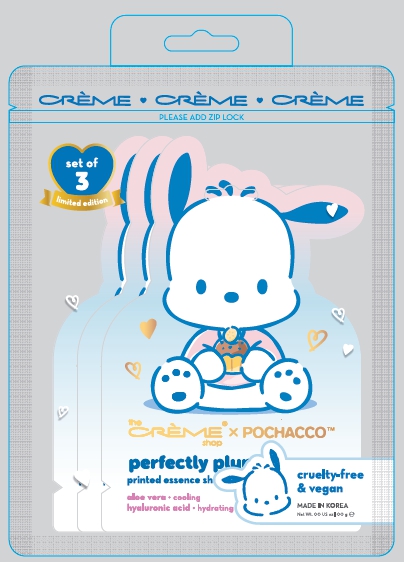 CRÈME ♥ CRÈME ♥ CRÈME
PLEASE ADD ZIP LOCK
set of
3
limited edition
the
CRÈME® × POCHACCO™
shop
perfectly plu
printed essence sh
aloe vera • cooling
hyaluronic acid • hydrating
cruelty-free
& vegan
MADE IN KOREA